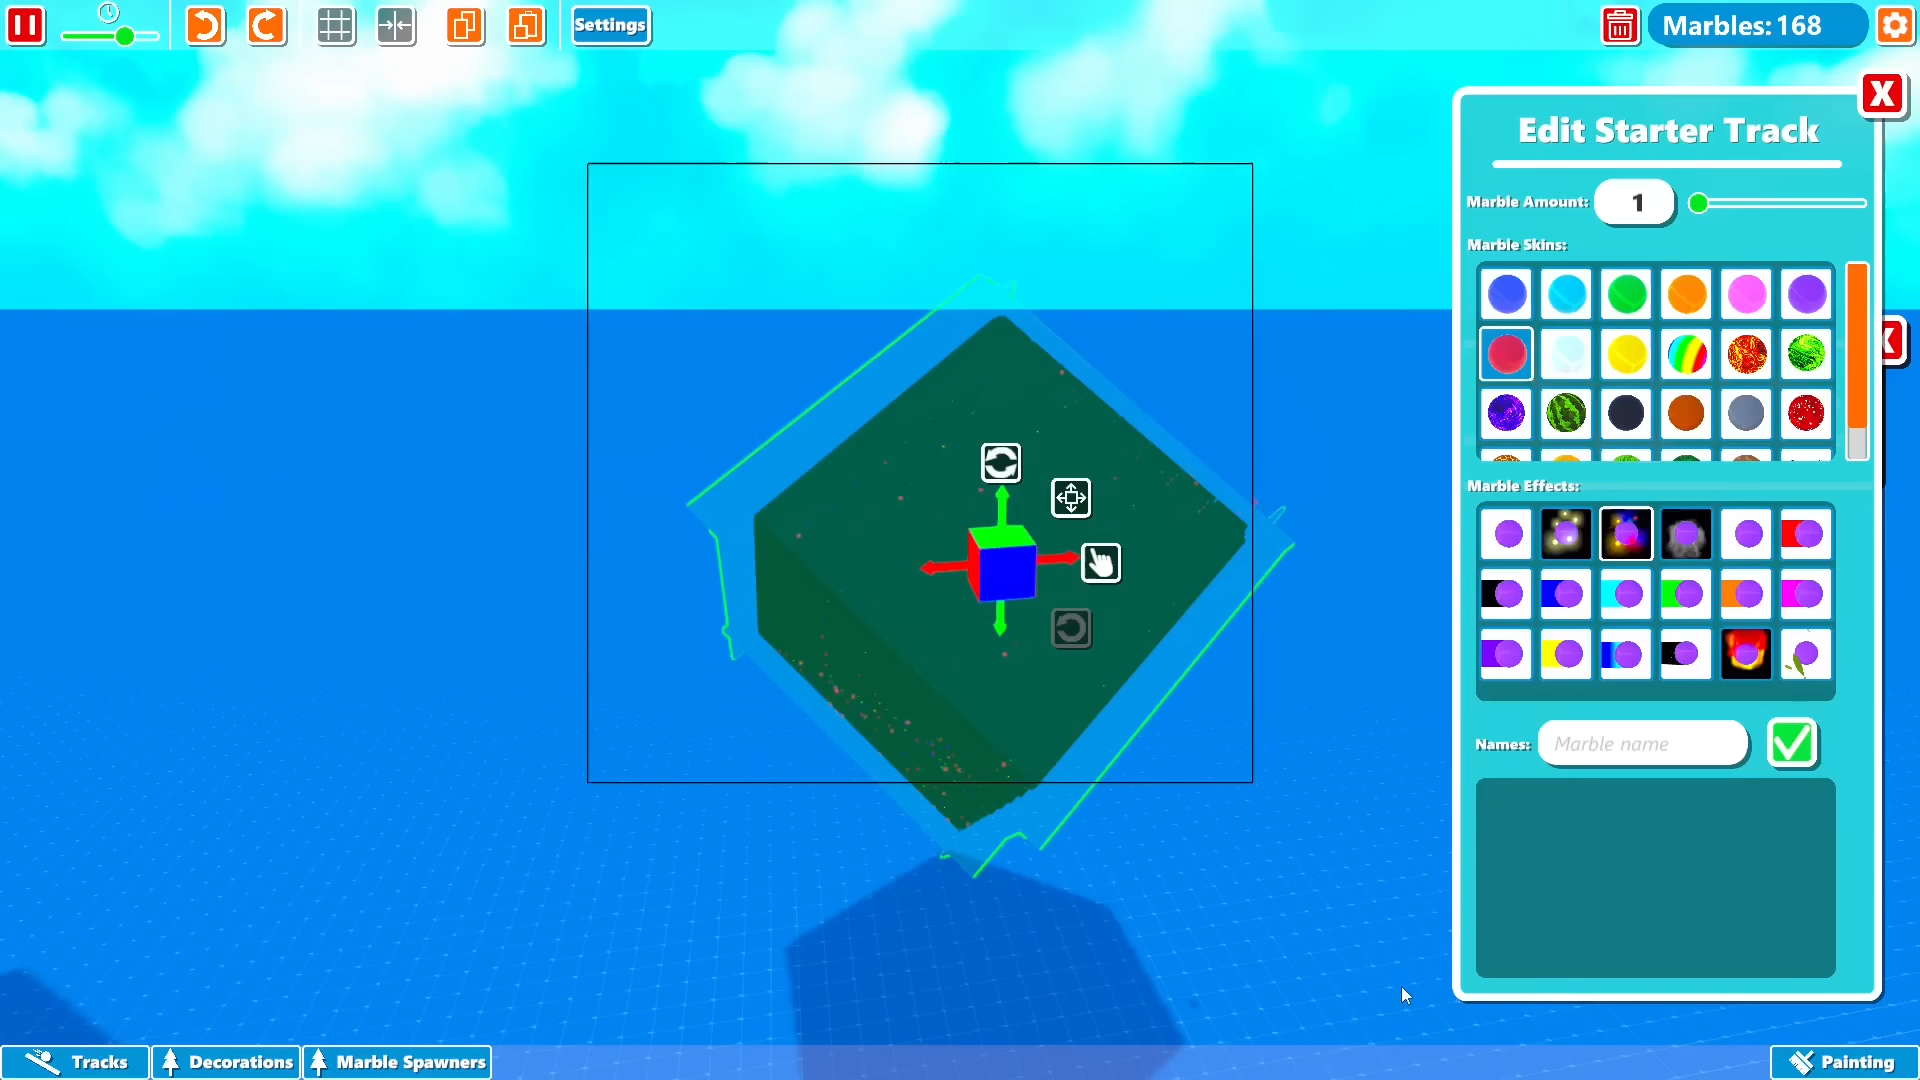 Settings
Marbles: 168
X
Edit Starter Track
Marble Amount: 1
Marble Skins:
X
Marble Effects:
Names: Marble name
Tracks
Decorations
Marble Spawners
Painting